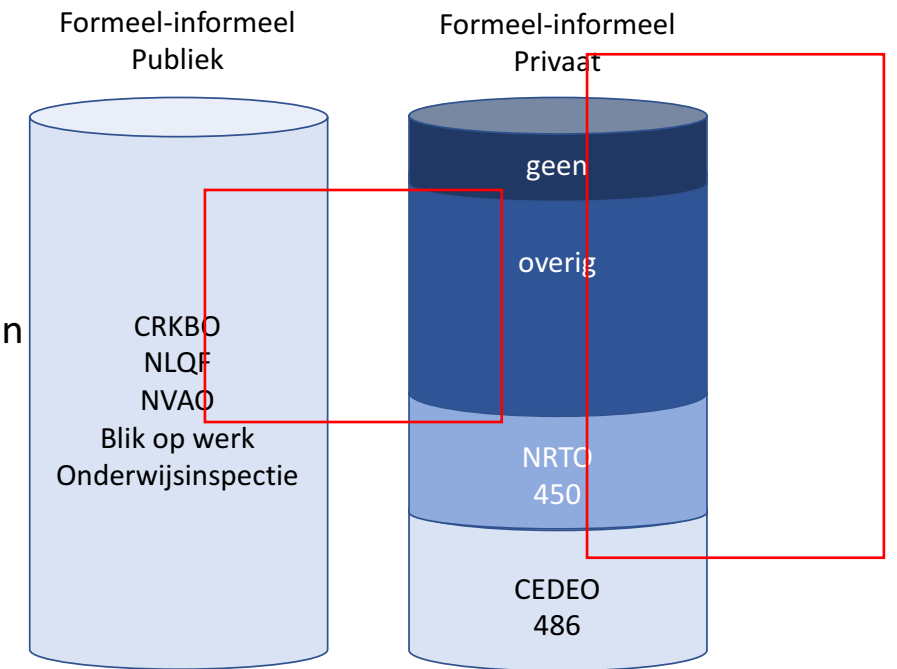 Formeel-informeel
Publiek
n
CRKBO
NLQF
NVAO
Blik op werk
Onderwijsinspectie
Formeel-informeel
Privaat
geen
overig
NRTO
450
CEDEO
486